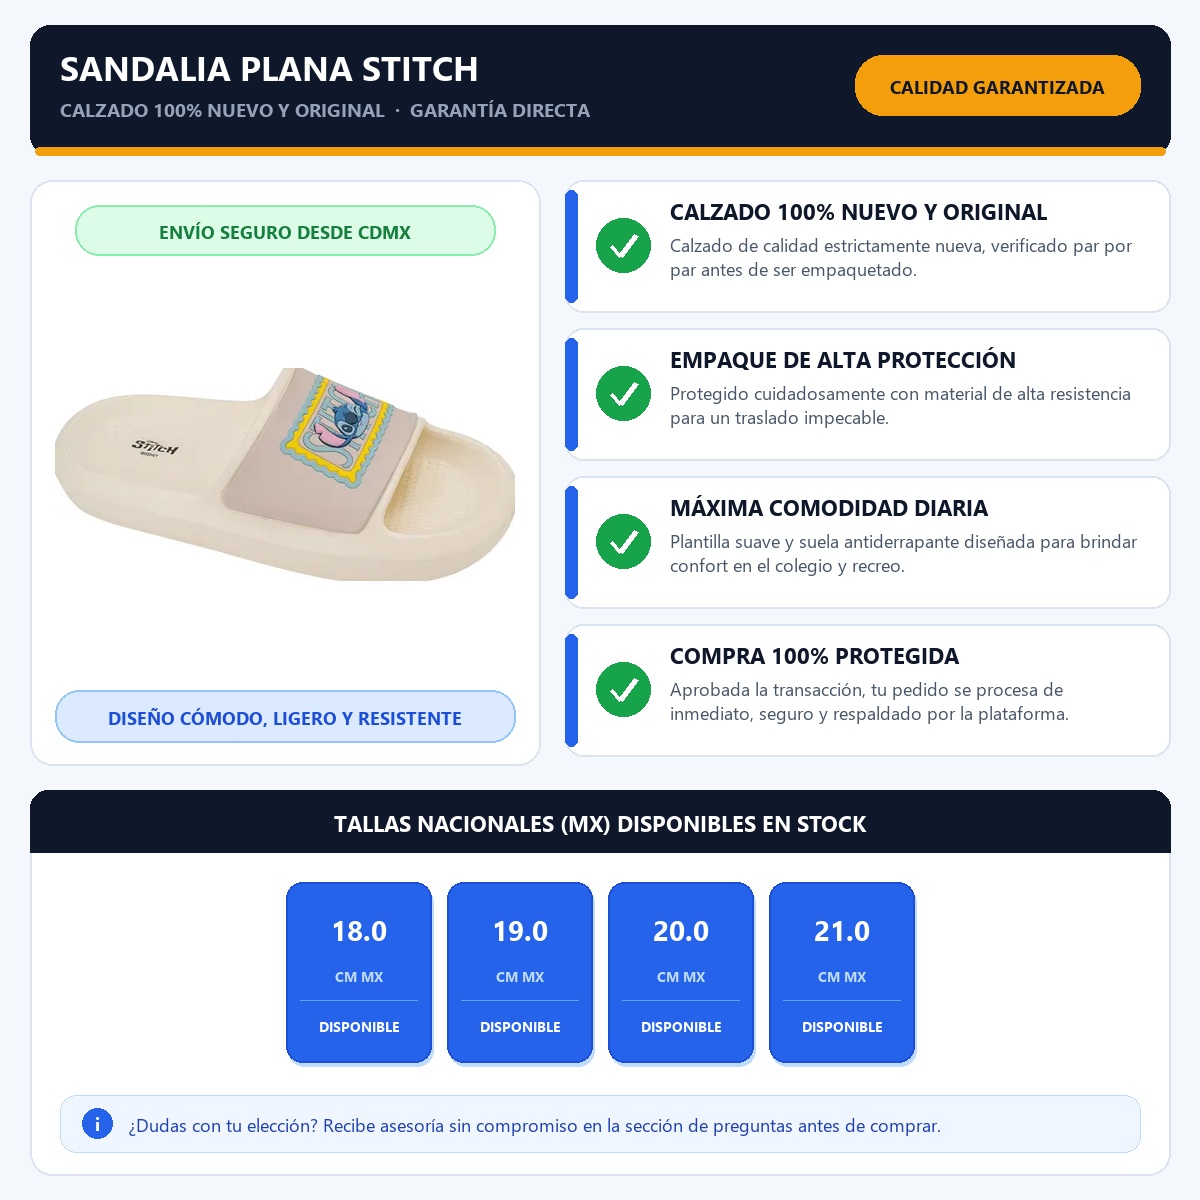 SANDALIA PLANA STITCH
CALZADO 100% NUEVO Y ORIGINAL · GARANTÍA DIRECTA
CALIDAD GARANTIZADA
ENVÍO SEGURO DESDE CDMX
STITCH
DISNEY
DISEÑO CÓMODO, LIGERO Y RESISTENTE
CALZADO 100% NUEVO Y ORIGINAL
Calzado de calidad estrictamente nueva, verificado par por
par antes de ser empaquetado.
EMPAQUE DE ALTA PROTECCIÓN
Protegido cuidadosamente con material de alta resistencia
para un traslado impecable.
MÁXIMA COMODIDAD DIARIA
Plantilla suave y suela antiderrapante diseñada para brindar
confort en el colegio y recreo.
COMPRA 100% PROTEGIDA
Aprobada la transacción, tu pedido se procesa de
inmediato, seguro y respaldado por la plataforma.
TALLAS NACIONALES (MX) DISPONIBLES EN STOCK
18.0
CM MX
DISPONIBLE
19.0
CM MX
DISPONIBLE
20.0
CM MX
DISPONIBLE
21.0
CM MX
DISPONIBLE
¿Dudas con tu elección? Recibe asesoría sin compromiso en la sección de preguntas antes de comprar.